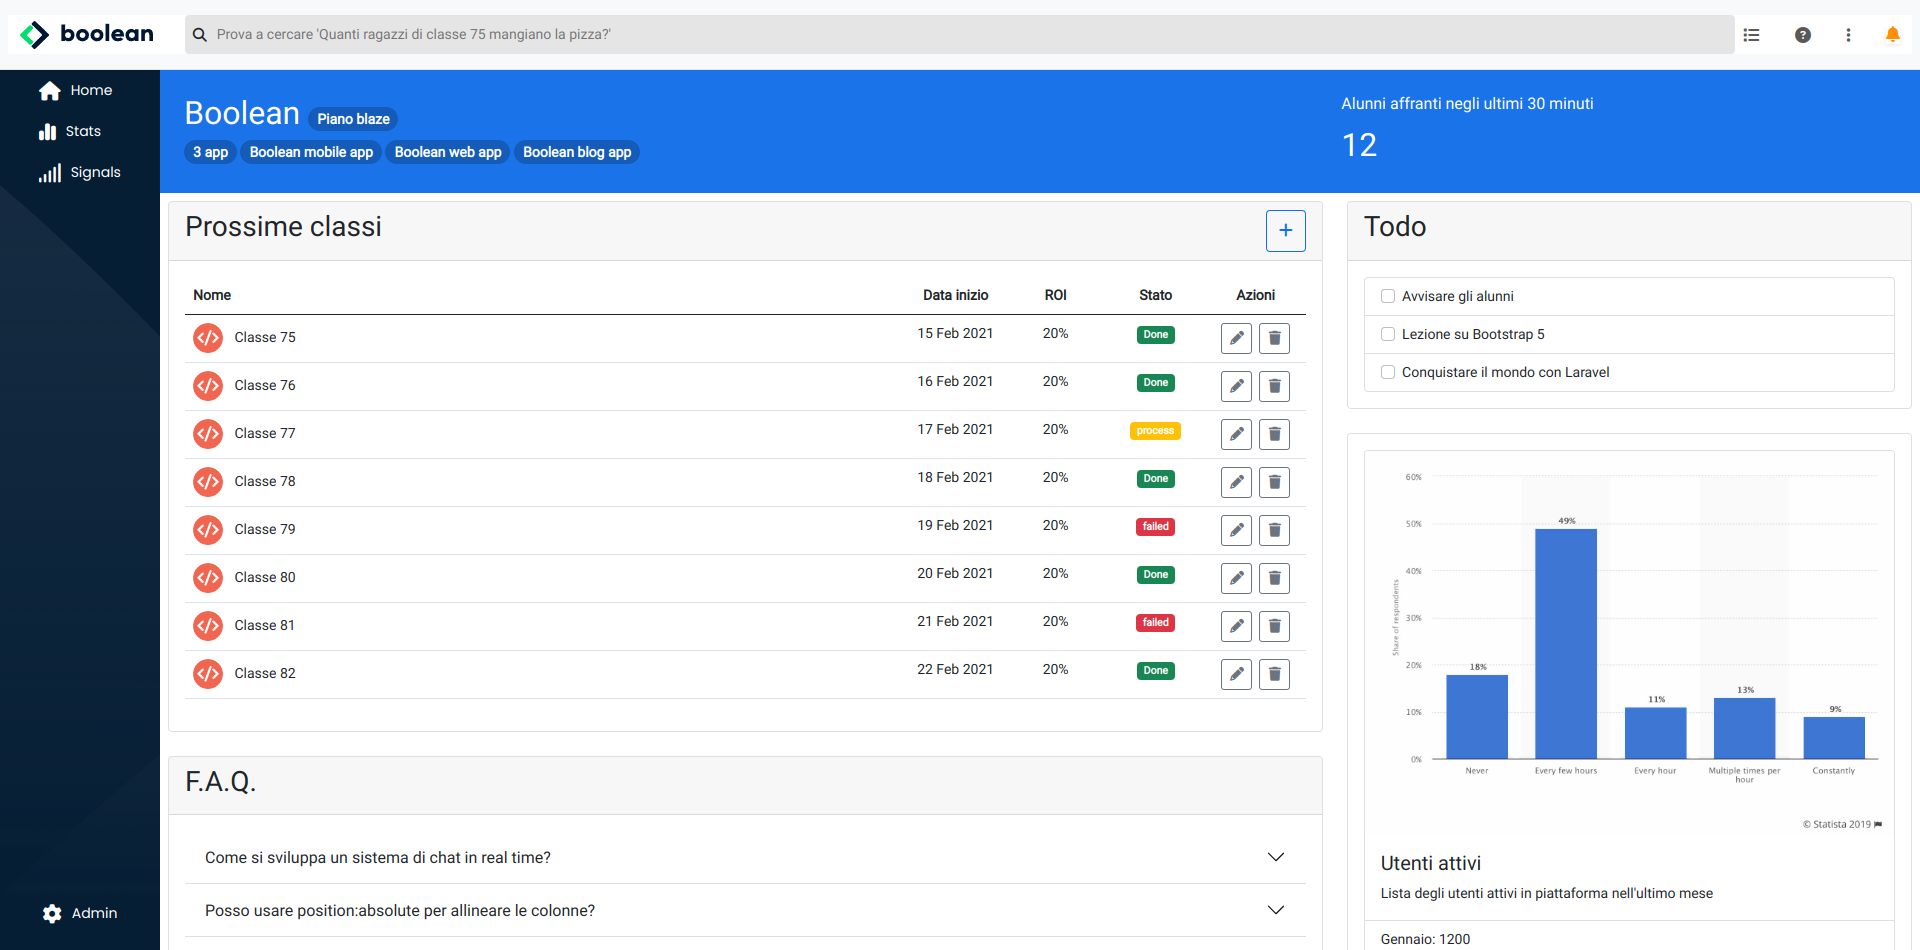 boolean
Prova a cercare 'Quanti ragazzi di classe 75 mangiano la pizza?'
Home
Stats
Signals
Admin
Boolean Piano blaze
3 app Boolean mobile app Boolean web app Boolean blog app
Alunni affranti negli ultimi 30 minuti
12
Prossime classi
+
Nome Data inizio ROI Stato Azioni
Classe 75 15 Feb 2021 20% Done
Classe 76 16 Feb 2021 20% Done
Classe 77 17 Feb 2021 20% process
Classe 78 18 Feb 2021 20% Done
Classe 79 19 Feb 2021 20% failed
Classe 80 20 Feb 2021 20% Done
Classe 81 21 Feb 2021 20% failed
Classe 82 22 Feb 2021 20% Done
F.A.Q.
Come si sviluppa un sistema di chat in real time?
Posso usare position:absolute per allineare le colonne?
Todo
Avvisare gli alunni
Lezione su Bootstrap 5
Conquistare il mondo con Laravel
Share of respondents
60%
50%
40%
30%
20%
10%
0%
18%
49%
11%
13%
9%
Never
Every few hours
Every hour
Multiple times per
hour
Constantly
© Statista 2019
Utenti attivi
Lista degli utenti attivi in piattaforma nell'ultimo mese
Gennaio: 1200